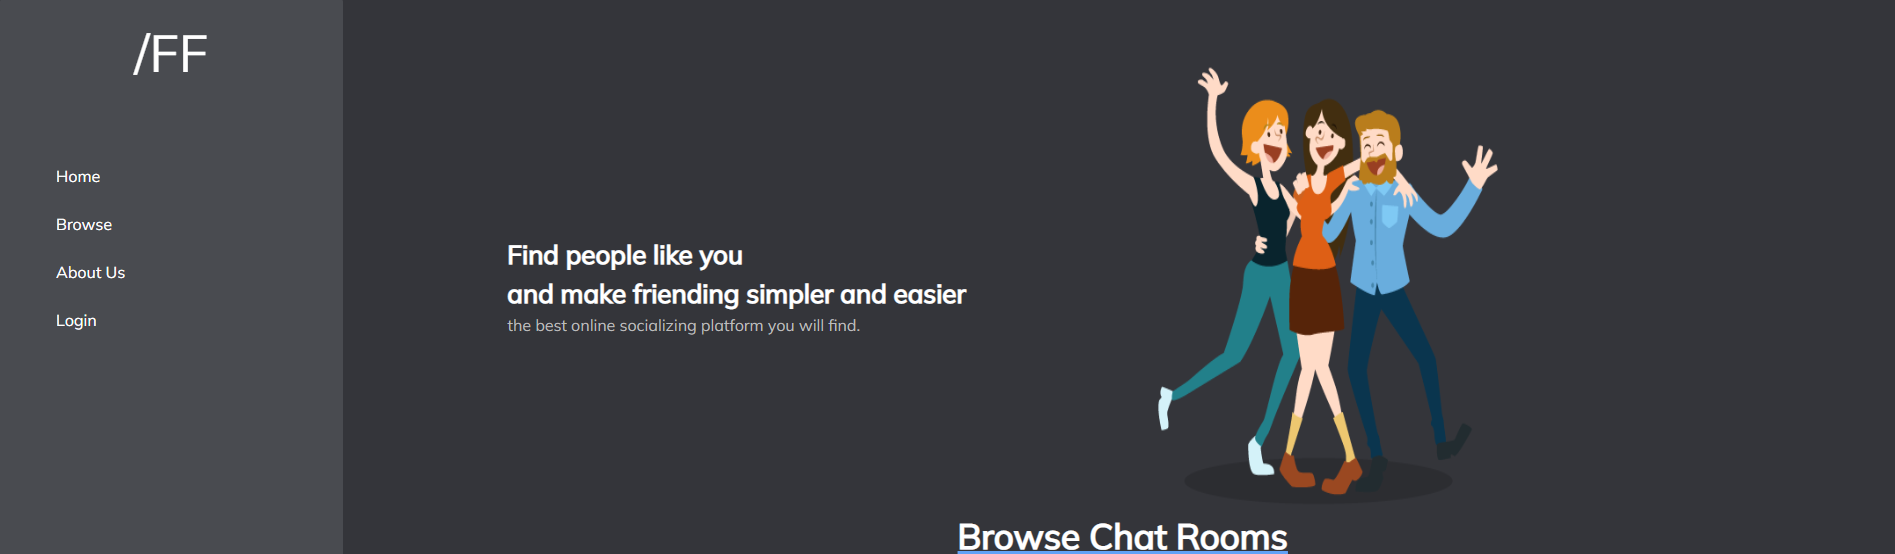 /FF
Home
Browse
About Us
Login
Find people like you
and make friending simpler and easier
the best online socializing platform you will find.
Browse Chat Rooms